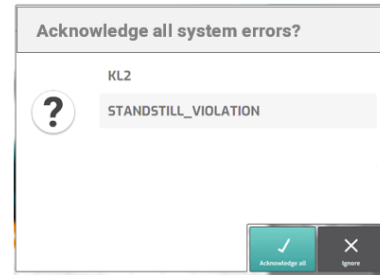 Acknowledge all system errors?
KL2
STANDSTILL_VIOLATION
?
Acknowledge all
Ignore